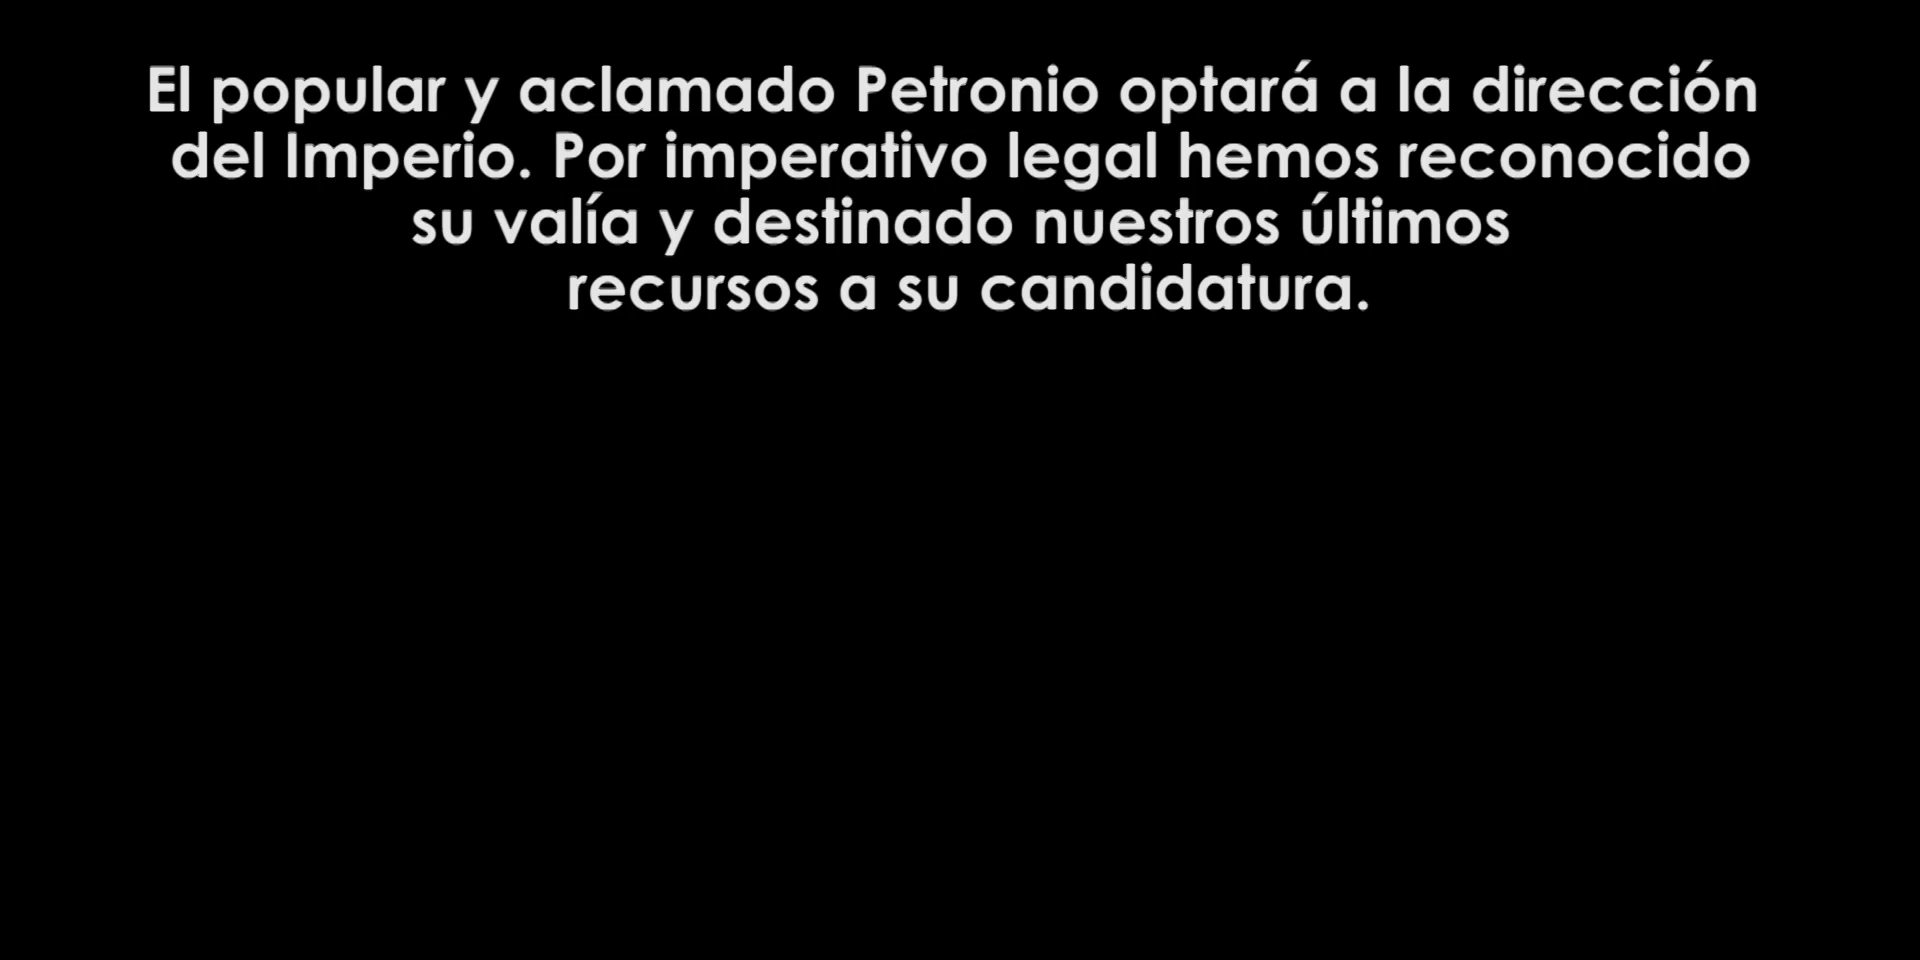 El popular y aclamado Petronio optará a la dirección
del Imperio. Por imperativo legal hemos reconocido
su valía y destinado nuestros últimos
recursos a su candidatura.